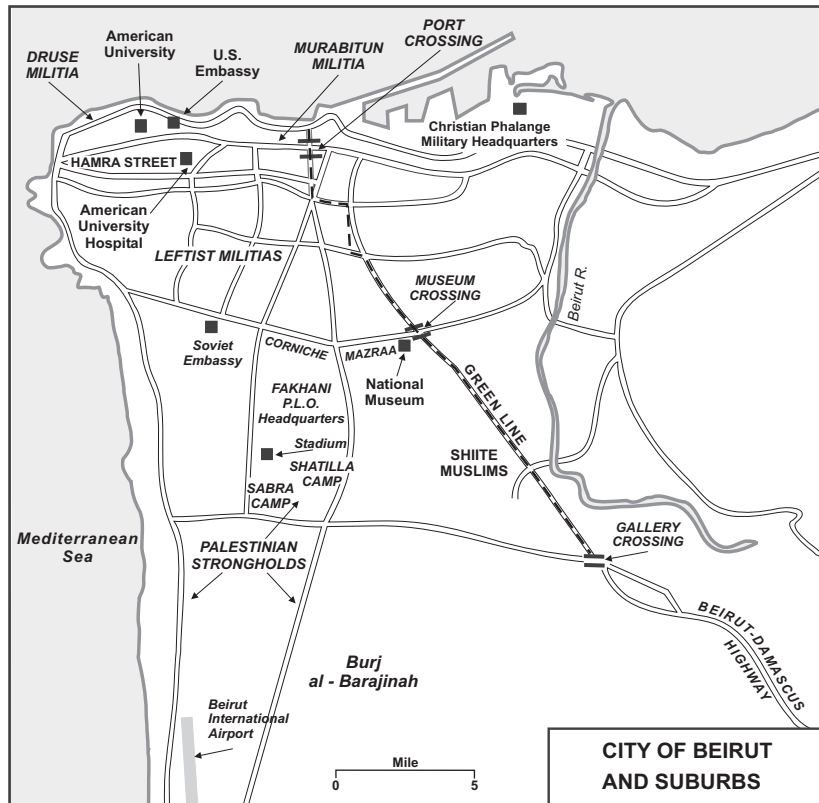 PORT
CROSSING
American
University
MURABITUN
MILITIA
DRUSE
MILITIA
U.S.
Embassy
Christian Phalange
Military Headquarters
HAMRA STREET
American
University
Hospital
LEFTIST MILITIAS
MUSEUM
CROSSING
Beirut R.
Soviet
Embassy
CORNICHE
MAZRAA
National
Museum
GREEN LINE
FAKHANI
P.L.O.
Headquarters
Stadium
SHATILLA
CAMP
SABRA
CAMP
SHIITE
MUSLIMS
GALLERY
CROSSING
Mediterranean
Sea
PALESTINIAN
STRONGHOLDS
BEIRUT-DAMASCUS
HIGHWAY
Burj
al - Barajinah
Beirut
International
Airport
Mile
0 5
CITY OF BEIRUT
AND SUBURBS